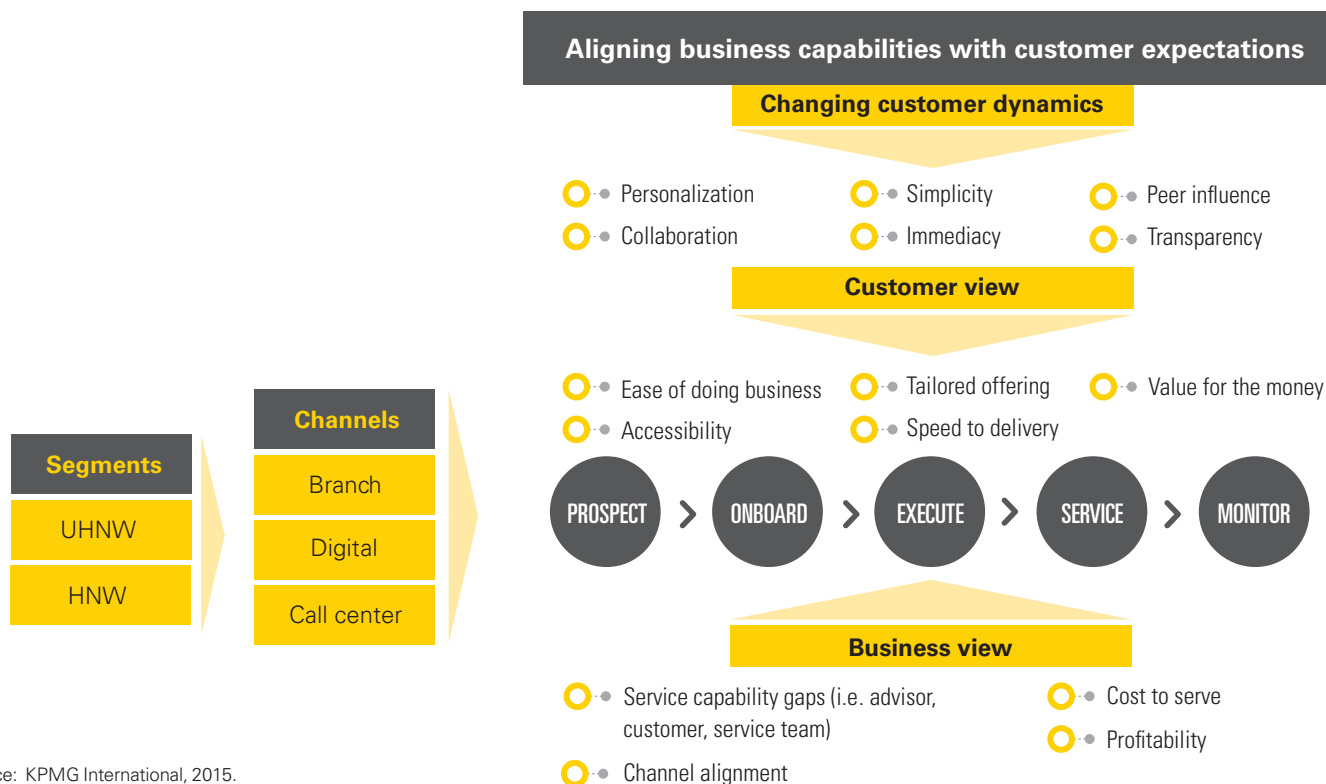 Aligning business capabilities with customer expectations
Changing customer dynamics
Personalization
Simplicity
Peer influence
Collaboration
Immediacy
Transparency
Customer view
Ease of doing business
Tailored offering
Value for the money
Accessibility
Speed to delivery
Segments
UHNW
HNW
Channels
Branch
Digital
Call center
PROSPECT
ONBOARD
EXECUTE
SERVICE
MONITOR
Business view
Service capability gaps (i.e. advisor,
customer, service team)
Channel alignment
Cost to serve
Profitability
ce: KPMG International, 2015.